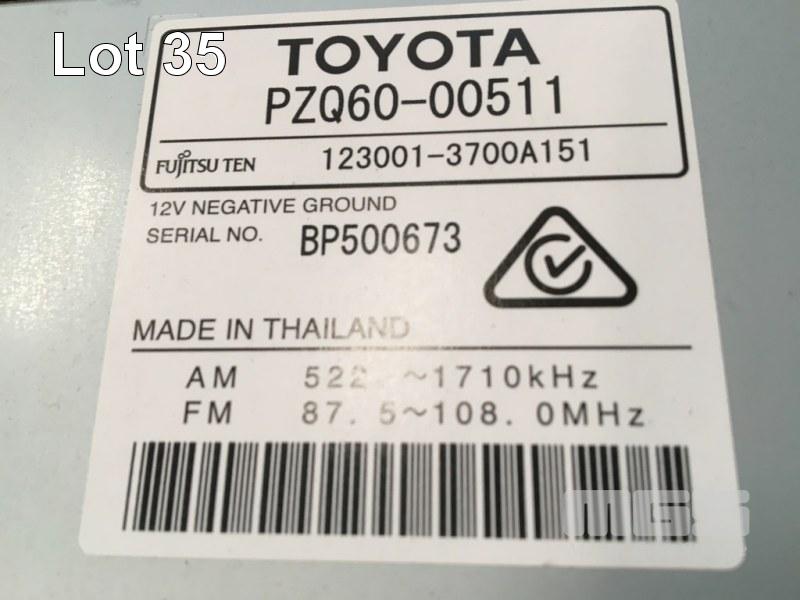 Lot 35
TOYOTA
PZQ60-00511
FUJITSU TEN 123001-3700A151
12V NEGATIVE GROUND
SERIAL NO. BP500673
MADE IN THAILAND
AM 522 ~1710kHz
FM 87.5~108.0MHz
MGS